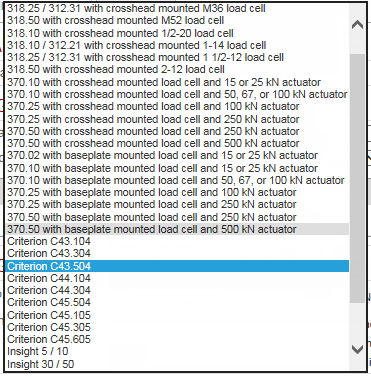 318.25 / 312.31 with crosshead mounted M36 load cell
318.50 with crosshead mounted M52 load cell
318.10 with crosshead mounted 1/2-20 load cell
318.10 / 312.21 with crosshead mounted 1-14 load cell
318.25 / 312.31 with crosshead mounted 1 1/2-12 load cell
318.50 with crosshead mounted 2-12 load cell
370.10 with crosshead mounted load cell and 15 or 25 kN actuator
370.10 with crosshead mounted load cell and 50, 67, or 100 kN actuator
370.25 with crosshead mounted load cell and 100 kN actuator
370.25 with crosshead mounted load cell and 250 kN actuator
370.50 with crosshead mounted load cell and 250 kN actuator
370.50 with crosshead mounted load cell and 500 kN actuator
370.02 with baseplate mounted load cell and 15 or 25 kN actuator
370.10 with baseplate mounted load cell and 15 or 25 kN actuator
370.10 with baseplate mounted load cell and 50, 67, or 100 kN actuator
370.25 with baseplate mounted load cell and 100 kN actuator
370.25 with baseplate mounted load cell and 250 kN actuator
370.50 with baseplate mounted load cell and 250 kN actuator
370.50 with baseplate mounted load cell and 500 kN actuator
Criterion C43.104
Criterion C43.304
Criterion C43.504
Criterion C44.104
Criterion C44.304
Criterion C45.504
Criterion C45.105
Criterion C45.305
Criterion C45.605
Insight 5 / 10
Insight 30 / 50